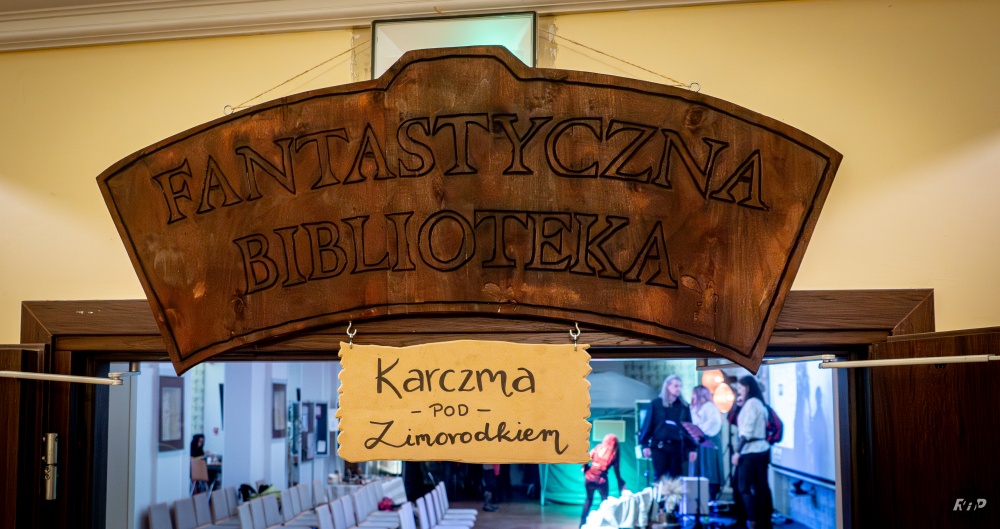 FANTASTYCZNA
BIBLIOTEKA
Karczma
- POD -
Zimorodkiem